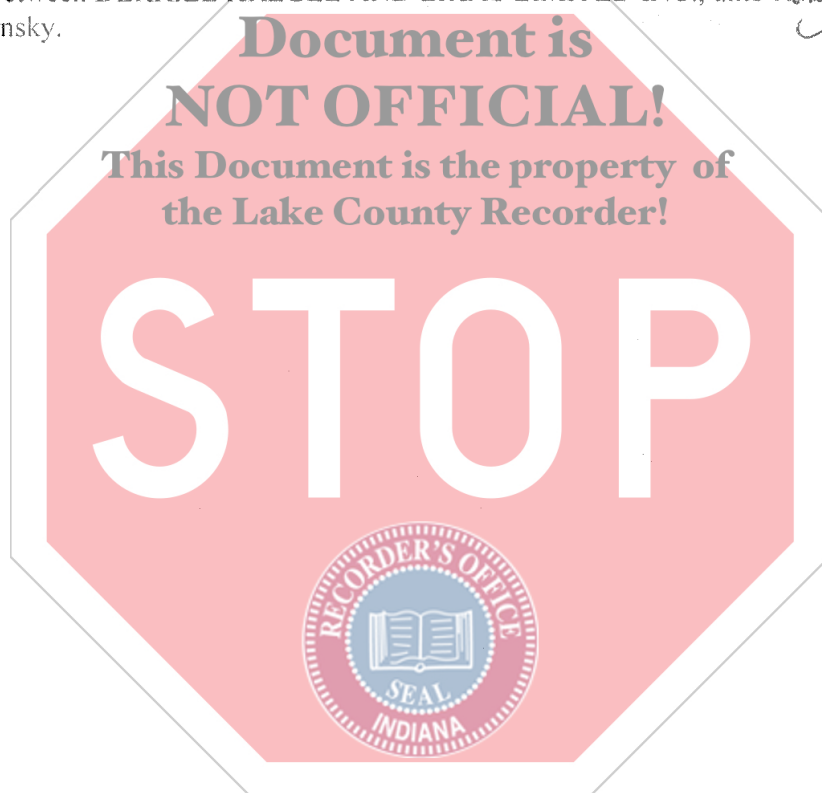 nsky.
Document is
NOT OFFICIAL!
This Document is the property of
the Lake County Recorder!
STOP
RECORDER'S OFFICE
SEAL
INDIANA